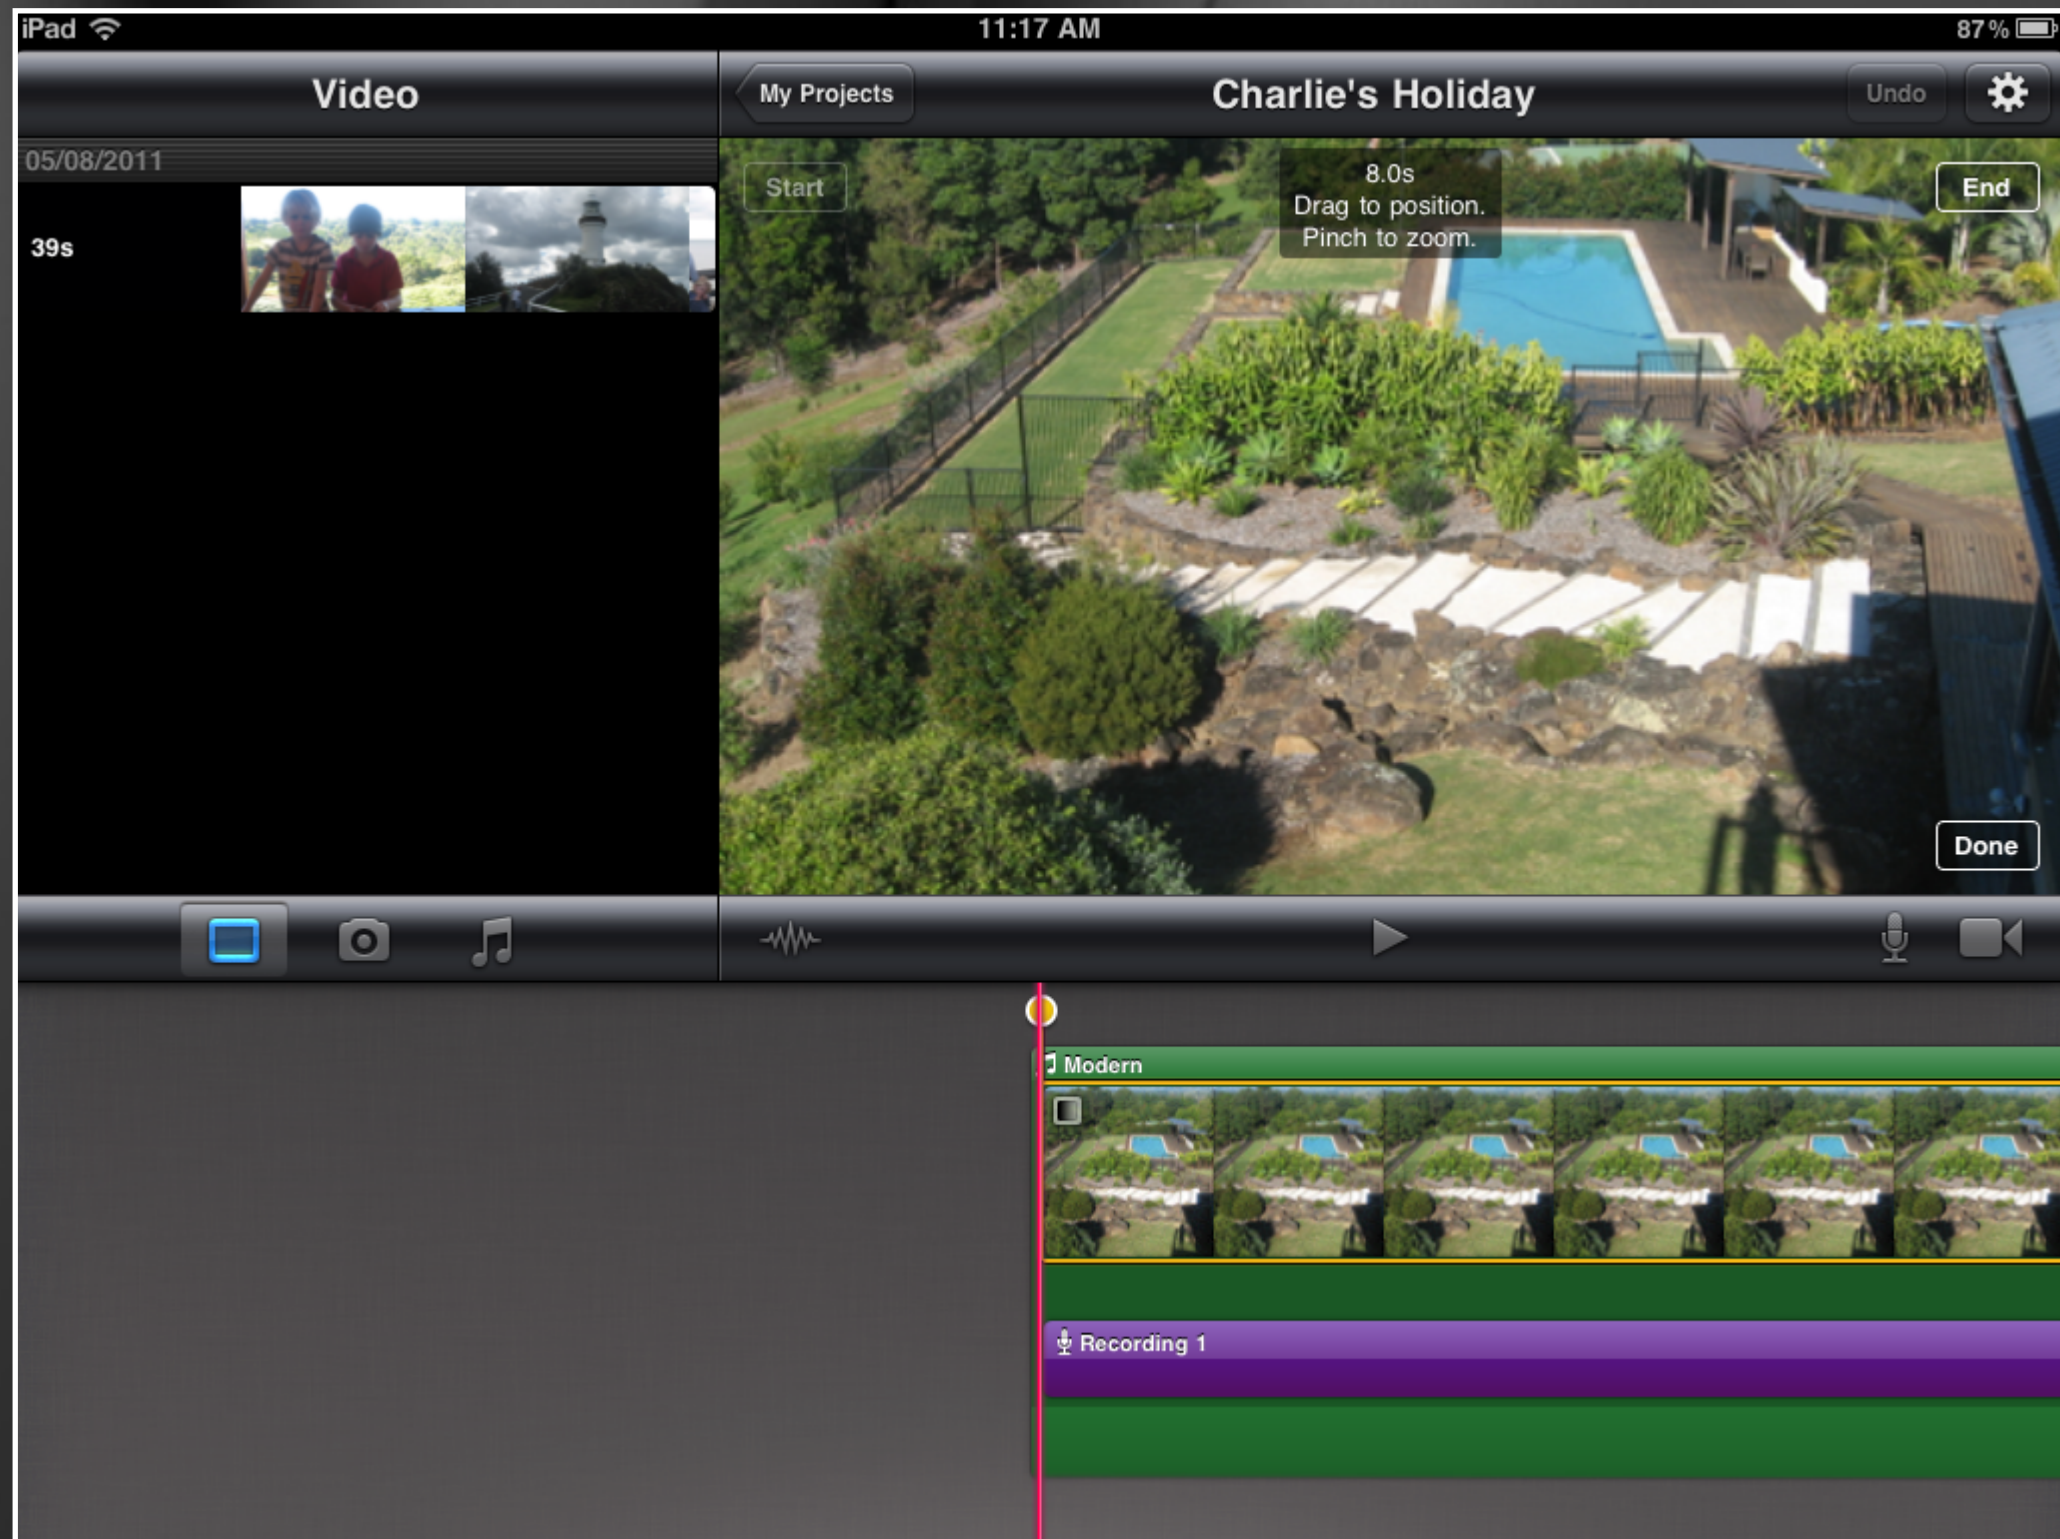 iPad
11:17 AM
87%
Video
My Projects
Charlie's Holiday
Undo
05/08/2011
39s
Start
8.0s
Drag to position.
Pinch to zoom.
End
Done
Modern
Recording 1